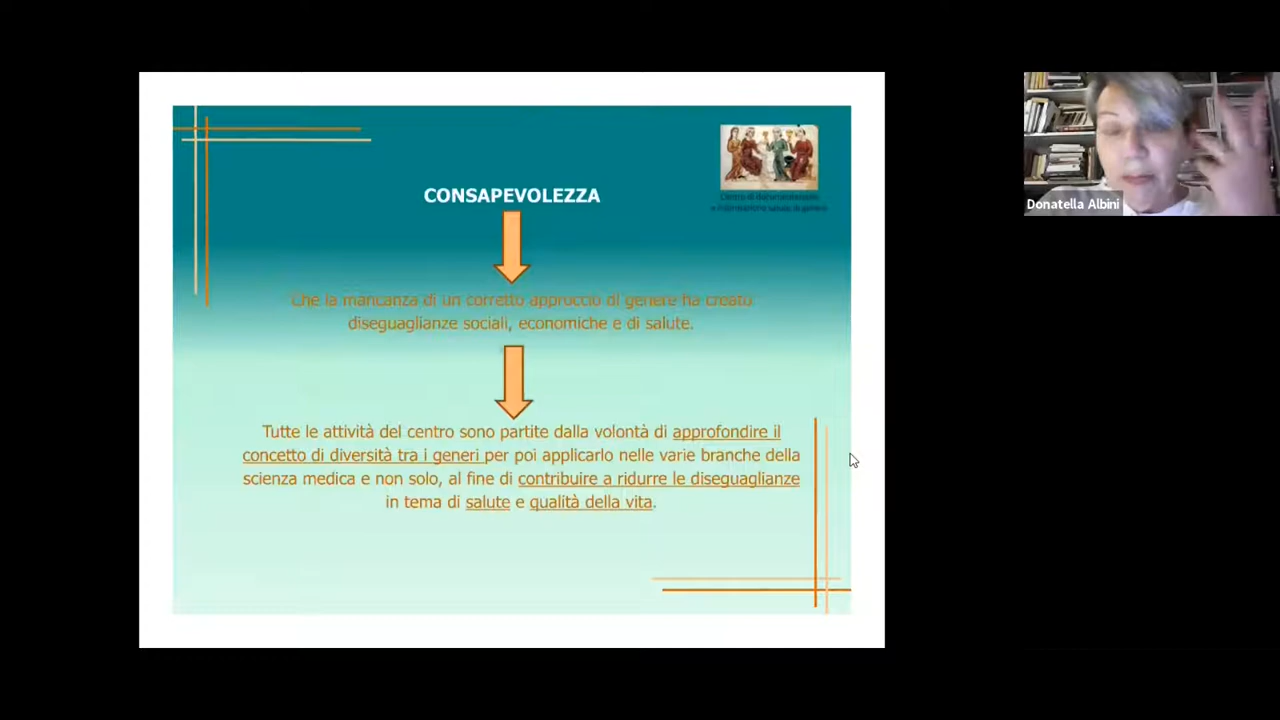 CONSAPEVOLEZZA
Che la mancanza di un corretto approccio di genere ha creato
diseguaglianze sociali, economiche e di salute.
Tutte le attività del centro sono partite dalla volontà di approfondire il
concetto di diversità tra i generi per poi applicarlo nelle varie branche della
scienza medica e non solo, al fine di contribuire a ridurre le diseguaglianze
in tema di salute e qualità della vita.
Donatella Albini